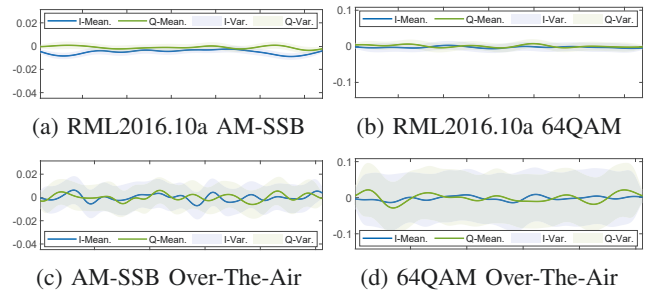 I-Mean. Q-Mean. I-Var. Q-Var.
0.02
0
-0.02
-0.04
(a) RML2016.10a AM-SSB
I-Mean. Q-Mean. I-Var. Q-Var.
0.1
0
-0.1
(b) RML2016.10a 64QAM
0.02
0
-0.02
-0.04
I-Mean. Q-Mean. I-Var. Q-Var.
(c) AM-SSB Over-The-Air
0.1
0
-0.1
I-Mean. Q-Mean. I-Var. Q-Var.
(d) 64QAM Over-The-Air